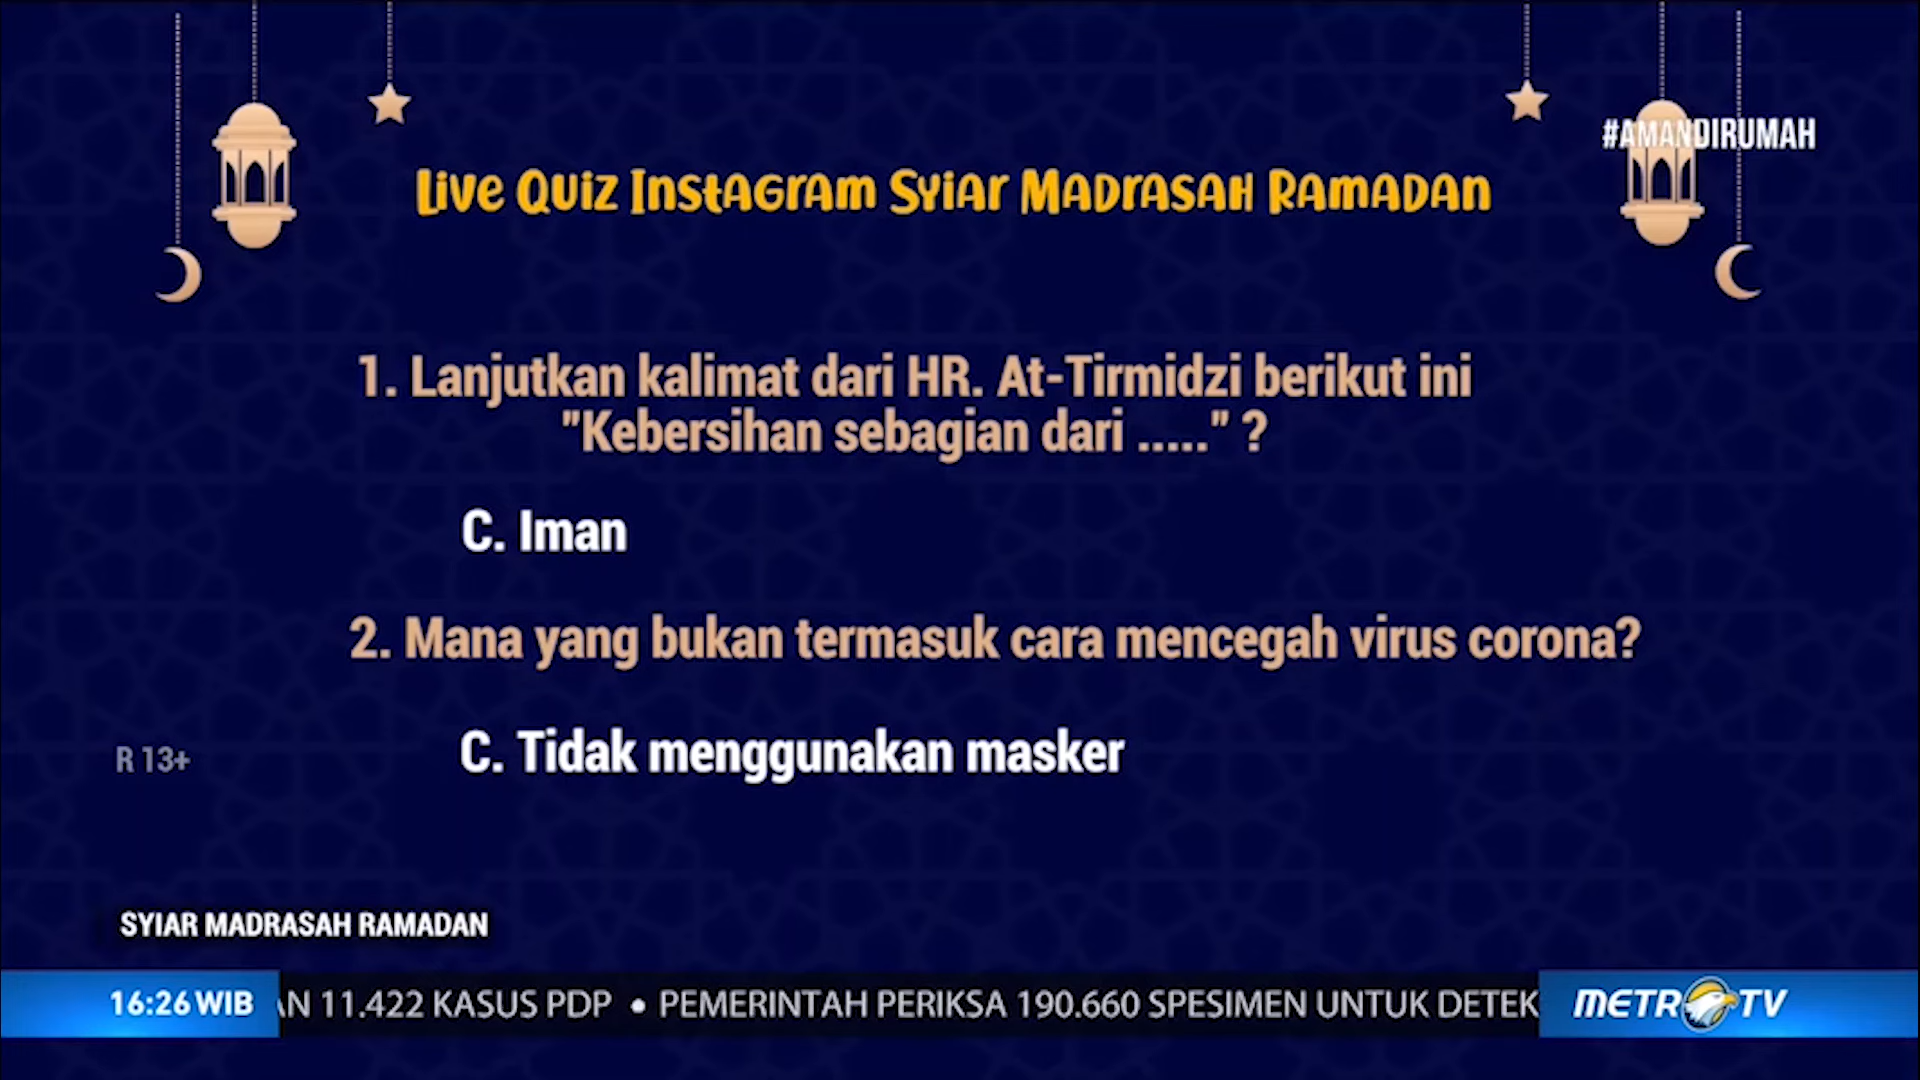 #AMANDIRUMAH
Live Quiz Instagram Syiar Madrasah Ramadan
1. Lanjutkan kalimat dari HR. At-Tirmidzi berikut ini
"Kebersihan sebagian dari ....." ?
C. Iman
2. Mana yang bukan termasuk cara mencegah virus corona?
C. Tidak menggunakan masker
R 13+
SYIAR MADRASAH RAMADAN
16:26 WIB
AN 11.422 KASUS PDP • PEMERINTAH PERIKSA 190.660 SPESIMEN UNTUK DETEK
METRO TV